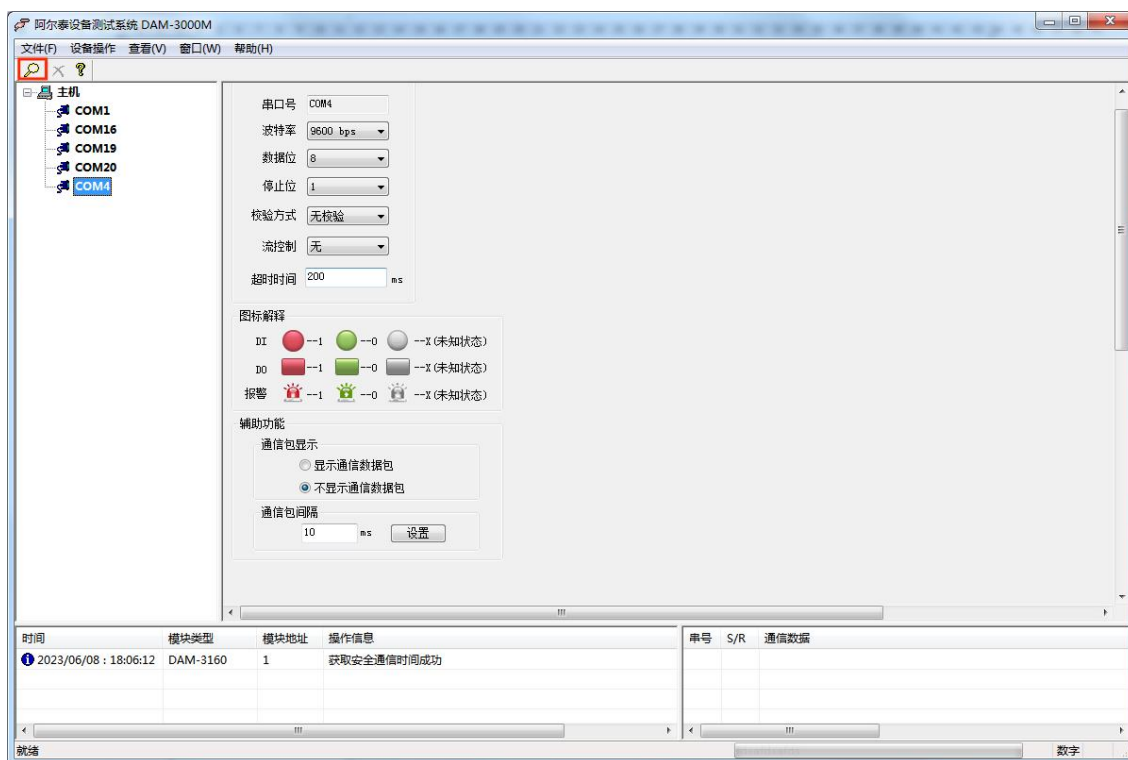 阿尔泰设备测试系统 DAM-3000M
文件(F) 设备操作 查看(V) 窗口(W) 帮助(H)
主机
COM1
COM16
COM19
COM20
COM4
串口号 COM4
波特率 9600 bps
数据位 8
停止位 1
校验方式 无校验
流控制 无
超时时间 200 ms
图标解释
DI --1 --0 --X(未知状态)
DO --1 --0 --X(未知状态)
报警 --1 --0 --X(未知状态)
辅助功能
通信包显示
显示通信数据包
不显示通信数据包
通信包间隔
10 ms 设置
时间 模块类型 模块地址 操作信息
2023/06/08 : 18:06:12 DAM-3160 1 获取安全通信时间成功
串号 S/R 通信数据
就绪 数字